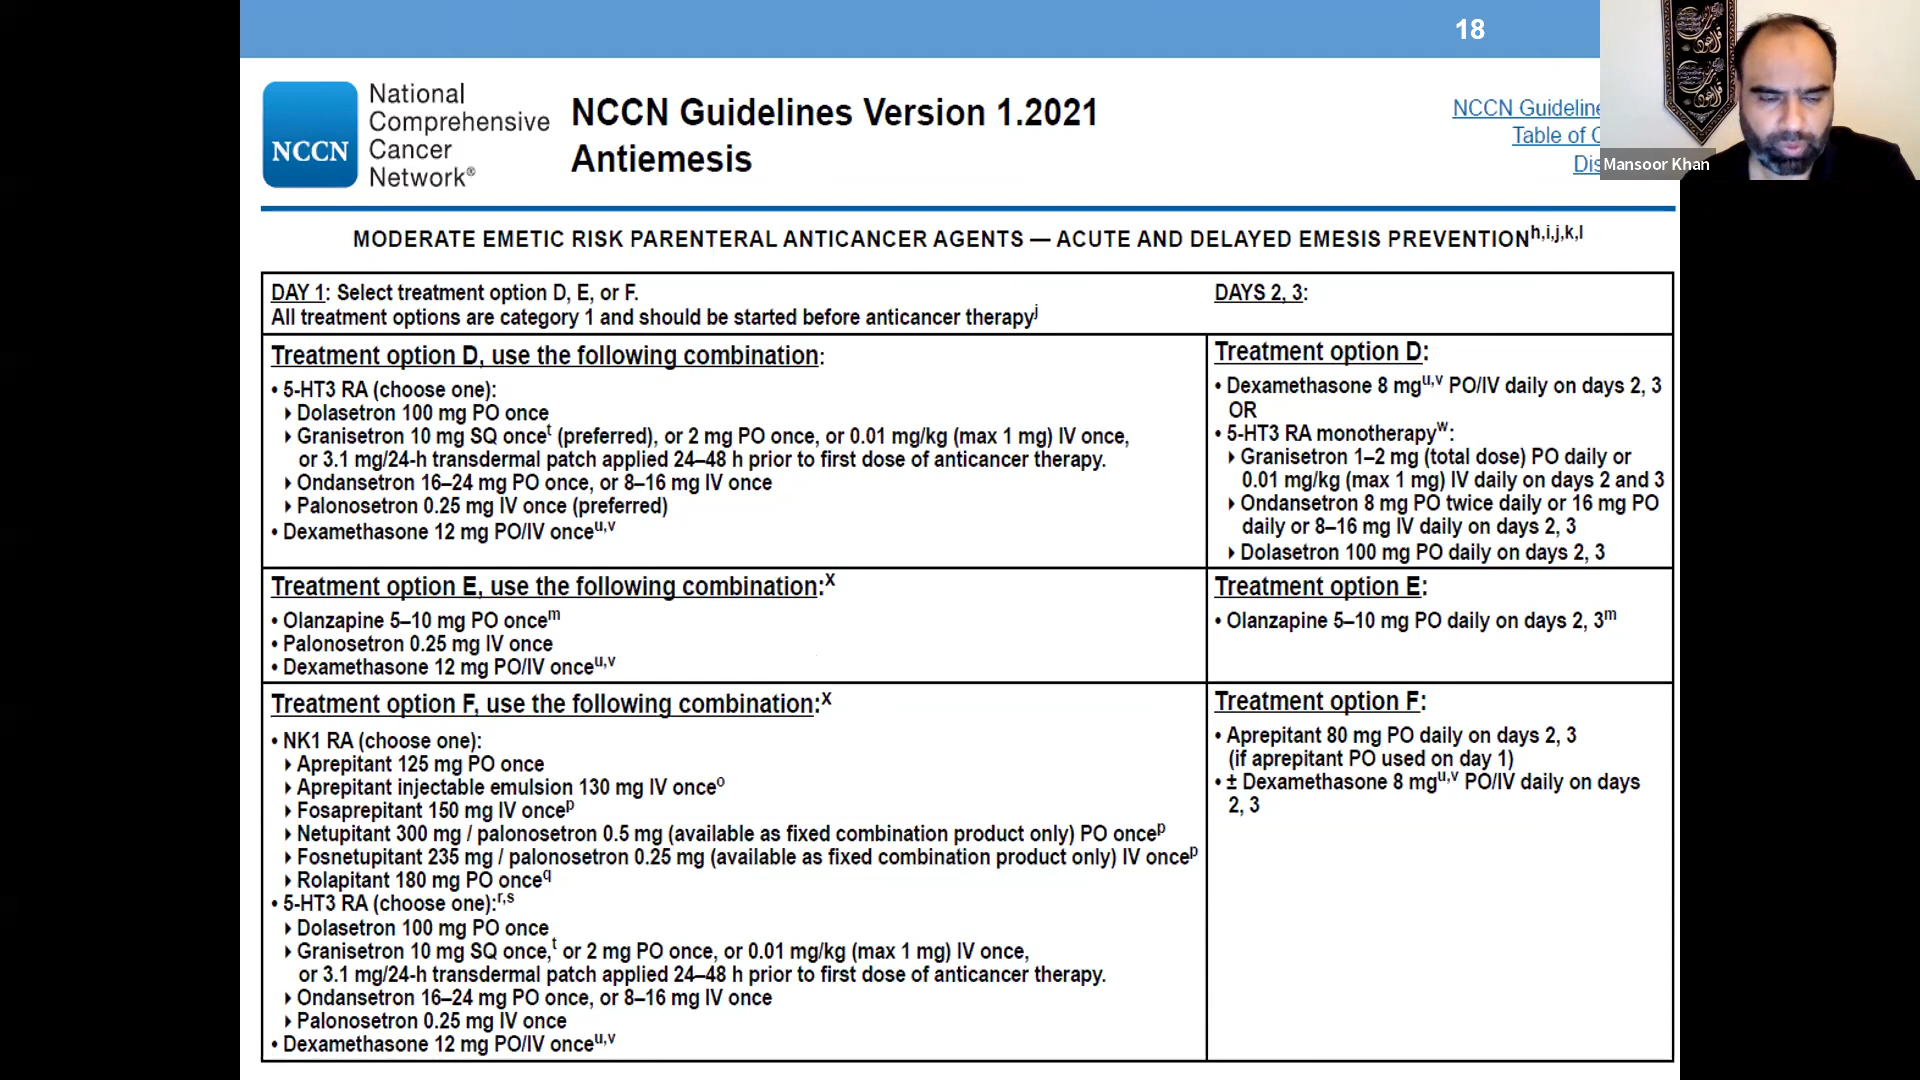 18
NCCN
National
Comprehensive
Cancer
Network®
NCCN Guidelines Version 1.2021
Antiemesis
NCCN Guideline
Table of
Mansoor Khan
MODERATE EMETIC RISK PARENTERAL ANTICANCER AGENTS — ACUTE AND DELAYED EMESIS PREVENTIONh,i,j,k,l
DAY 1: Select treatment option D, E, or F.
All treatment options are category 1 and should be started before anticancer therapyj
DAYS 2, 3:
Treatment option D, use the following combination:
• 5-HT3 RA (choose one):
▸ Dolasetron 100 mg PO once
▸ Granisetron 10 mg SQ oncet (preferred), or 2 mg PO once, or 0.01 mg/kg (max 1 mg) IV once,
or 3.1 mg/24-h transdermal patch applied 24–48 h prior to first dose of anticancer therapy.
▸ Ondansetron 16–24 mg PO once, or 8–16 mg IV once
▸ Palonosetron 0.25 mg IV once (preferred)
• Dexamethasone 12 mg PO/IV onceu,v
Treatment option D:
• Dexamethasone 8 mgu,v PO/IV daily on days 2, 3
OR
• 5-HT3 RA monotherapyw:
▸ Granisetron 1–2 mg (total dose) PO daily or
0.01 mg/kg (max 1 mg) IV daily on days 2 and 3
▸ Ondansetron 8 mg PO twice daily or 16 mg PO
daily or 8–16 mg IV daily on days 2, 3
▸ Dolasetron 100 mg PO daily on days 2, 3
Treatment option E, use the following combination:x
• Olanzapine 5–10 mg PO oncem
• Palonosetron 0.25 mg IV once
• Dexamethasone 12 mg PO/IV onceu,v
Treatment option E:
• Olanzapine 5–10 mg PO daily on days 2, 3m
Treatment option F, use the following combination:x
• NK1 RA (choose one):
▸ Aprepitant 125 mg PO once
▸ Aprepitant injectable emulsion 130 mg IV onceo
▸ Fosaprepitant 150 mg IV oncep
▸ Netupitant 300 mg / palonosetron 0.5 mg (available as fixed combination product only) PO oncep
▸ Fosnetupitant 235 mg / palonosetron 0.25 mg (available as fixed combination product only) IV oncep
▸ Rolapitant 180 mg PO onceq
• 5-HT3 RA (choose one):r,s
▸ Dolasetron 100 mg PO once
▸ Granisetron 10 mg SQ once,t or 2 mg PO once, or 0.01 mg/kg (max 1 mg) IV once,
or 3.1 mg/24-h transdermal patch applied 24–48 h prior to first dose of anticancer therapy.
▸ Ondansetron 16–24 mg PO once, or 8–16 mg IV once
▸ Palonosetron 0.25 mg IV once
• Dexamethasone 12 mg PO/IV onceu,v
Treatment option F:
• Aprepitant 80 mg PO daily on days 2, 3
(if aprepitant PO used on day 1)
• ± Dexamethasone 8 mgu,v PO/IV daily on days
2, 3